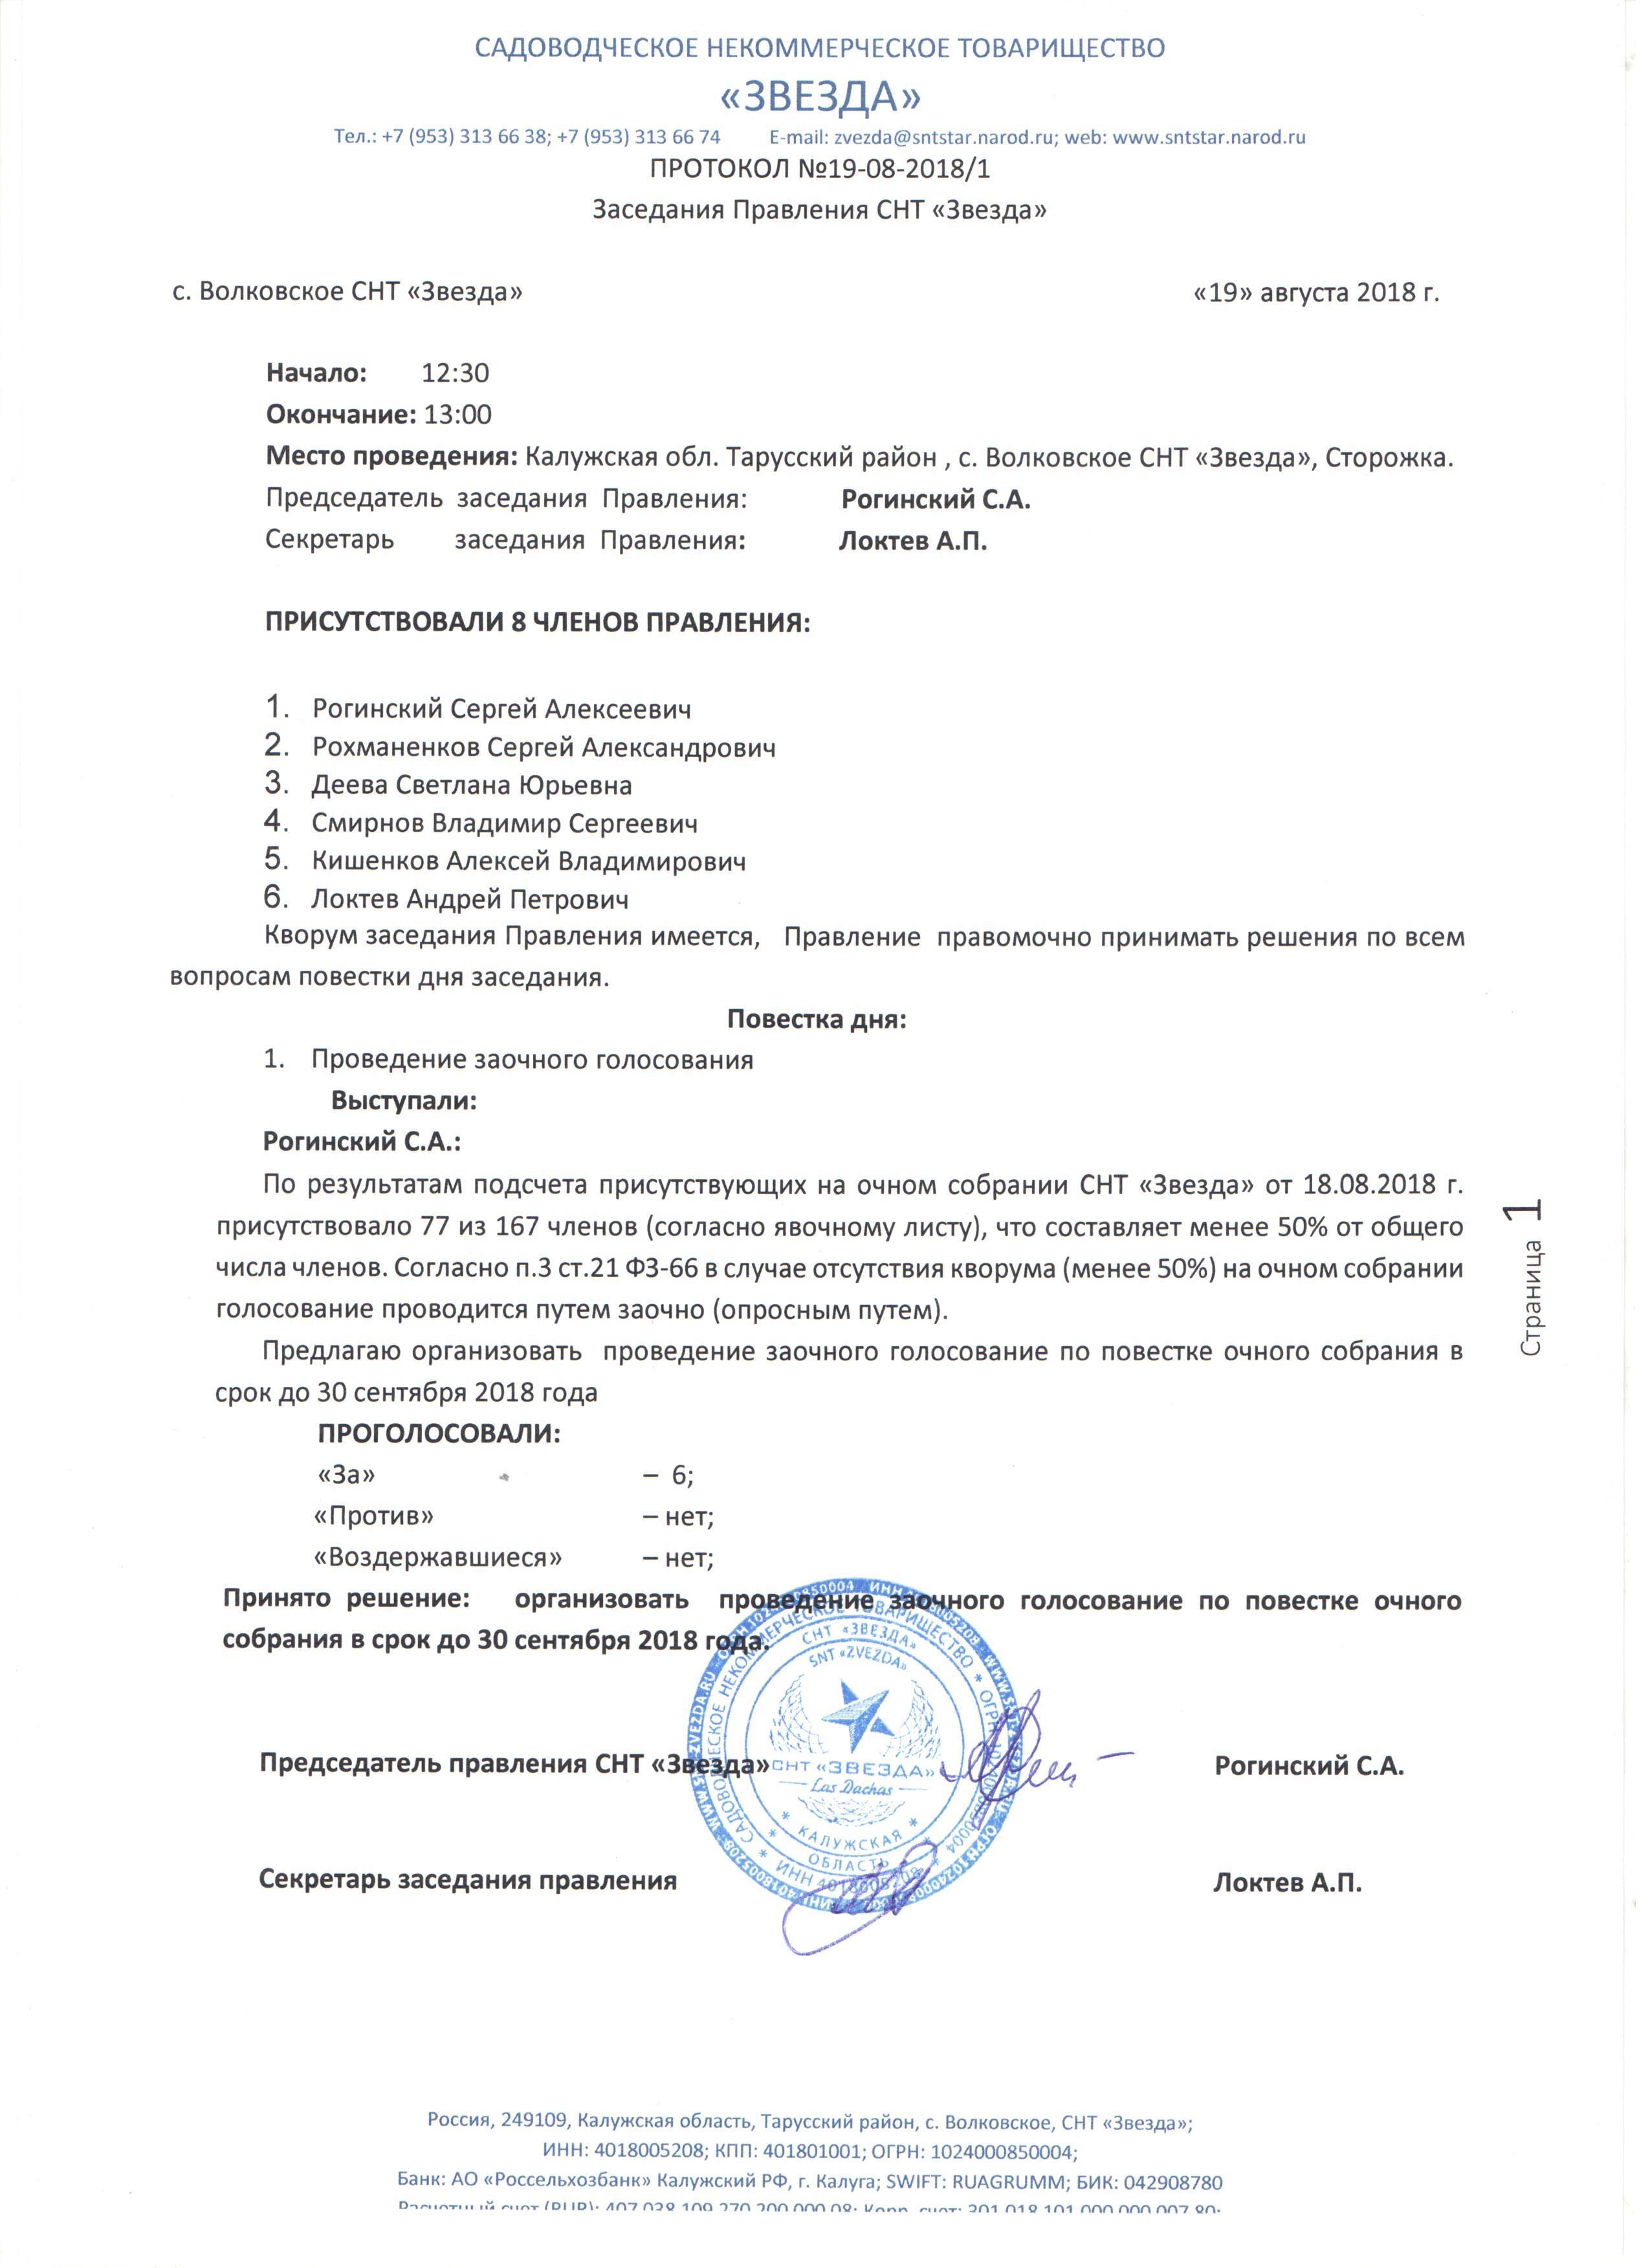 САДОВОДЧЕСКОЕ НЕКОММЕРЧЕСКОЕ ТОВАРИЩЕСТВО
«ЗВЕЗДА»
Тел.: +7 (953) 313 66 38; +7 (953) 313 66 74 E-mail: zvezda@sntstar.narod.ru; web: www.sntstar.narod.ru
ПРОТОКОЛ №19-08-2018/1
Заседания Правления СНТ «Звезда»
с. Волковское СНТ «Звезда» «19» августа 2018 г.
Начало: 12:30
Окончание: 13:00
Место проведения: Калужская обл. Тарусский район , с. Волковское СНТ «Звезда», Сторожка.
Председатель заседания Правления: Рогинский С.А.
Секретарь заседания Правления: Локтев А.П.
ПРИСУТСТВОВАЛИ 8 ЧЛЕНОВ ПРАВЛЕНИЯ:
1. Рогинский Сергей Алексеевич
2. Рохманенков Сергей Александрович
3. Деева Светлана Юрьевна
4. Смирнов Владимир Сергеевич
5. Кишенков Алексей Владимирович
6. Локтев Андрей Петрович
Кворум заседания Правления имеется, Правление правомочно принимать решения по всем
вопросам повестки дня заседания.
Повестка дня:
1. Проведение заочного голосования
Выступали:
Рогинский С.А.:
По результатам подсчета присутствующих на очном собрании СНТ «Звезда» от 18.08.2018 г.
присутствовало 77 из 167 членов (согласно явочному листу), что составляет менее 50% от общего
числа членов. Согласно п.3 ст.21 ФЗ-66 в случае отсутствия кворума (менее 50%) на очном собрании
голосование проводится путем заочно (опросным путем).
Предлагаю организовать проведение заочного голосование по повестке очного собрания в
срок до 30 сентября 2018 года
Страница 1
ПРОГОЛОСОВАЛИ:
«За» – 6;
«Против» – нет;
«Воздержавшиеся» – нет;
Принято решение: организовать проведение заочного голосования по повестке очного
собрания в срок до 30 сентября 2018 года.
САДОВОДЧЕСКОЕ НЕКОММЕРЧЕСКОЕ ТОВАРИЩЕСТВО
СНТ «ЗВЕЗДА»
SNT «ZVEZDA»
СНТ «ЗВЕЗДА»
Las Dachas
КАЛУЖСКАЯ
ОБЛАСТЬ
ИНН 4018005208
Председатель правления СНТ «Звезда» Рогинский С.А.
Секретарь заседания правления Локтев А.П.
Россия, 249109, Калужская область, Тарусский район, с. Волковское, СНТ «Звезда»;
ИНН: 4018005208; КПП: 401801001; ОГРН: 1024000850004;
Банк: АО «Россельхозбанк» Калужский РФ, г. Калуга; SWIFT: RUAGRUMM; БИК: 042908780
Расчетный счет (RUR): 407 038 109 270 200 000 08; Корр. счет: 301 018 101 000 000 007 80;